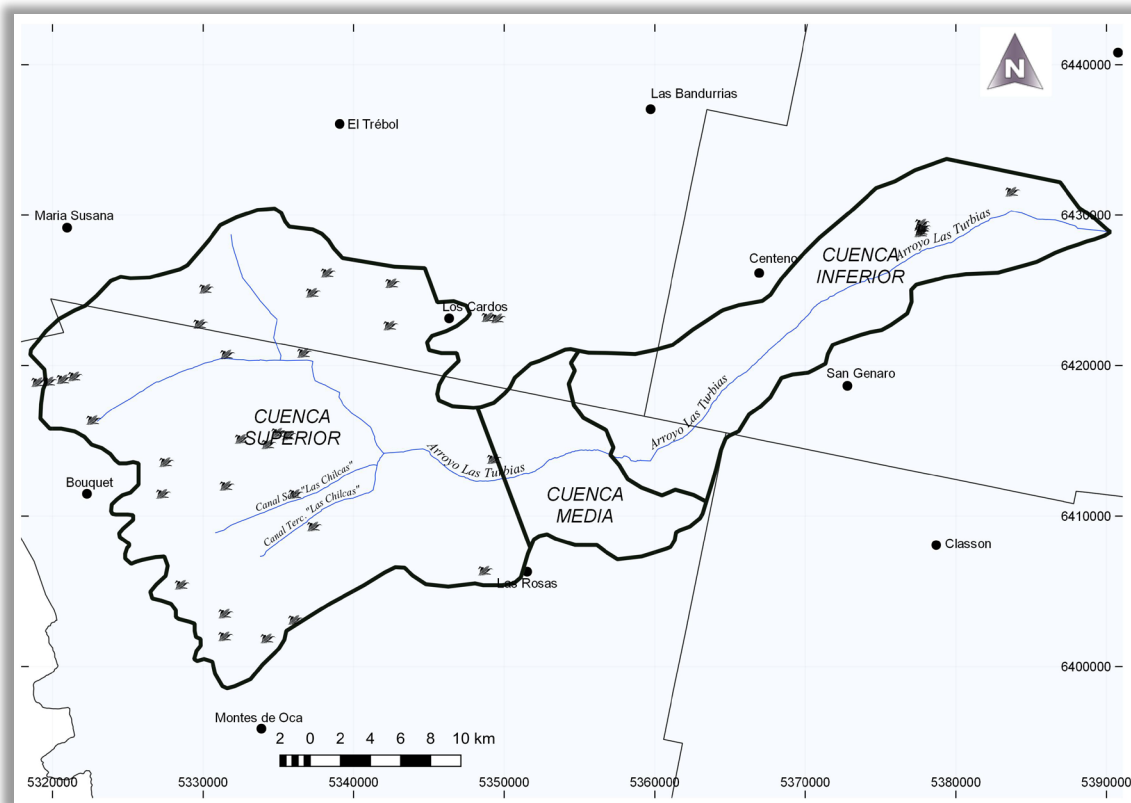 N
6440000
Las Bandurrias
El Trébol
Maria Susana
6430000
Arroyo Las Turbias
CUENCA
INFERIOR
Centeno
Los Cardos
6420000
San Genaro
Arroyo Las Turbias
CUENCA
SUPERIOR
Arroyo Las Turbias
Bouquet
Canal Sec. "Las Chilcas"
Canal Terc. "Las Chilcas"
CUENCA
MEDIA
6410000
Classon
Las Rosas
6400000
Montes de Oca
2 0 2 4 6 8 10 km
5320000 5330000 5340000 5350000 5360000 5370000 5380000 5390000